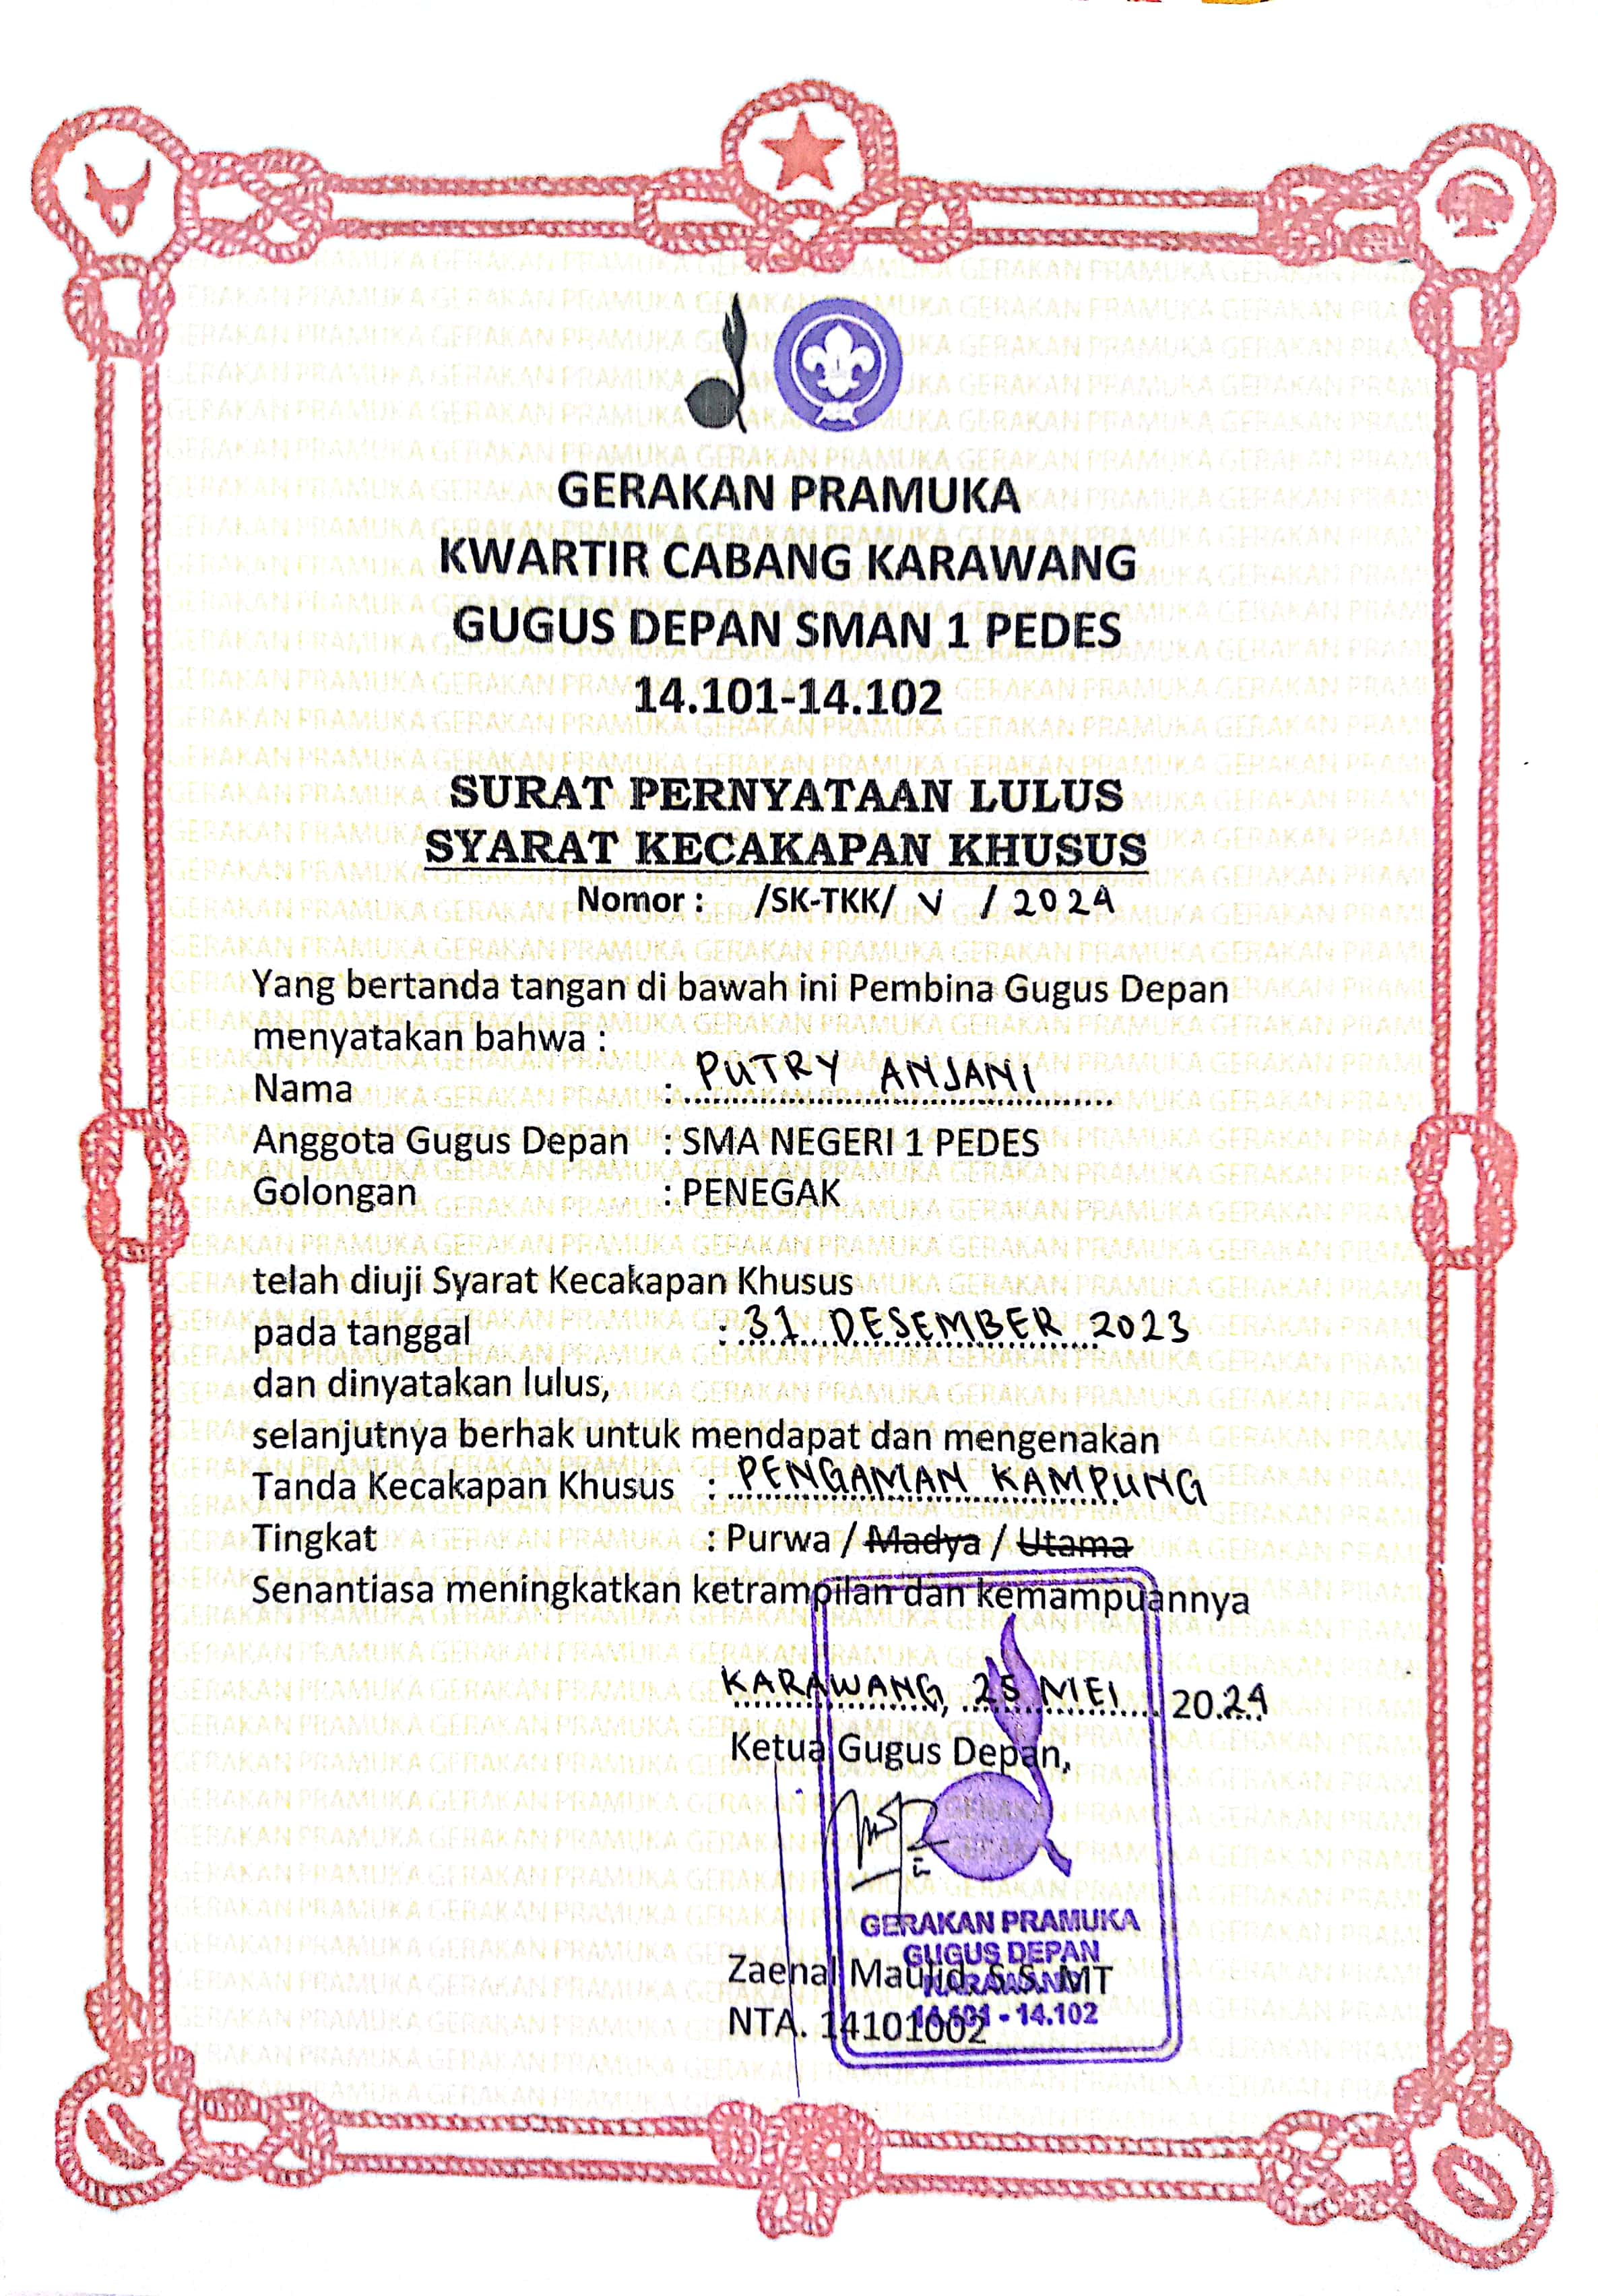 GERAKAN PRAMUKA
KWARTIR CABANG KARAWANG
GUGUS DEPAN SMAN 1 PEDES
14.101-14.102
SURAT PERNYATAAN LULUS
SYARAT KECAKAPAN KHUSUS
Nomor : /SK-TKK/ V / 2024
Yang bertanda tangan di bawah ini Pembina Gugus Depan
menyatakan bahwa :
Nama : PUTRY ANJANI
Anggota Gugus Depan : SMA NEGERI 1 PEDES
Golongan : PENEGAK
telah diuji Syarat Kecakapan Khusus
pada tanggal : 31 DESEMBER 2023
dan dinyatakan lulus,
selanjutnya berhak untuk mendapat dan mengenakan
Tanda Kecakapan Khusus : PENGAMAN KAMPUNG
Tingkat : Purwa / Madya / Utama
Senantiasa meningkatkan ketrampilan dan kemampuannya
KARAWANG, 25 MEI 2024
Ketua Gugus Depan,
GERAKAN PRAMUKA
GUGUS DEPAN
KARAWANG
14.101 - 14.102
Zaenal Maulid, S.S. MT
NTA. 14101002